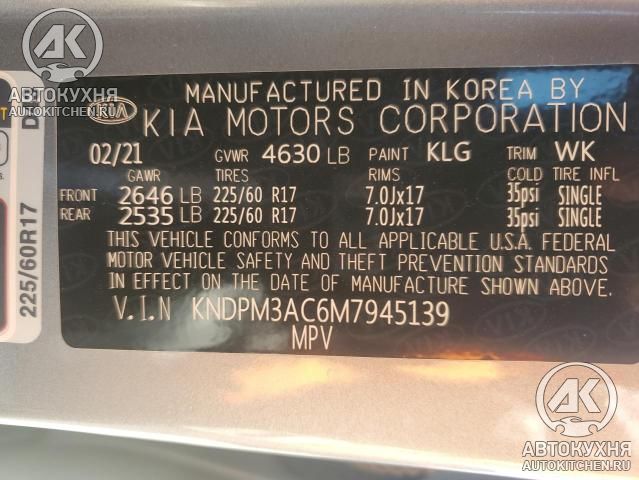 MANUFACTURED IN KOREA BY
KIA KIA MOTORS CORPORATION
02/21 GVWR 4630 LB PAINT KLG TRIM WK
GAWR TIRES RIMS COLD TIRE INFL
FRONT 2646 LB 225/60 R17 7.0Jx17 35psi SINGLE
REAR 2535 LB 225/60 R17 7.0Jx17 35psi SINGLE
THIS VEHICLE CONFORMS TO ALL APPLICABLE U.S.A. FEDERAL
MOTOR VEHICLE SAFETY AND THEFT PREVENTION STANDARDS
IN EFFECT ON THE DATE OF MANUFACTURE SHOWN ABOVE.
V.I.N KNDPM3AC6M7945139
MPV
225/60R17
АК
АВТОКУХНЯ
AUTOKITCHEN.RU
АК
АВТОКУХНЯ
AUTOKITCHEN.RU